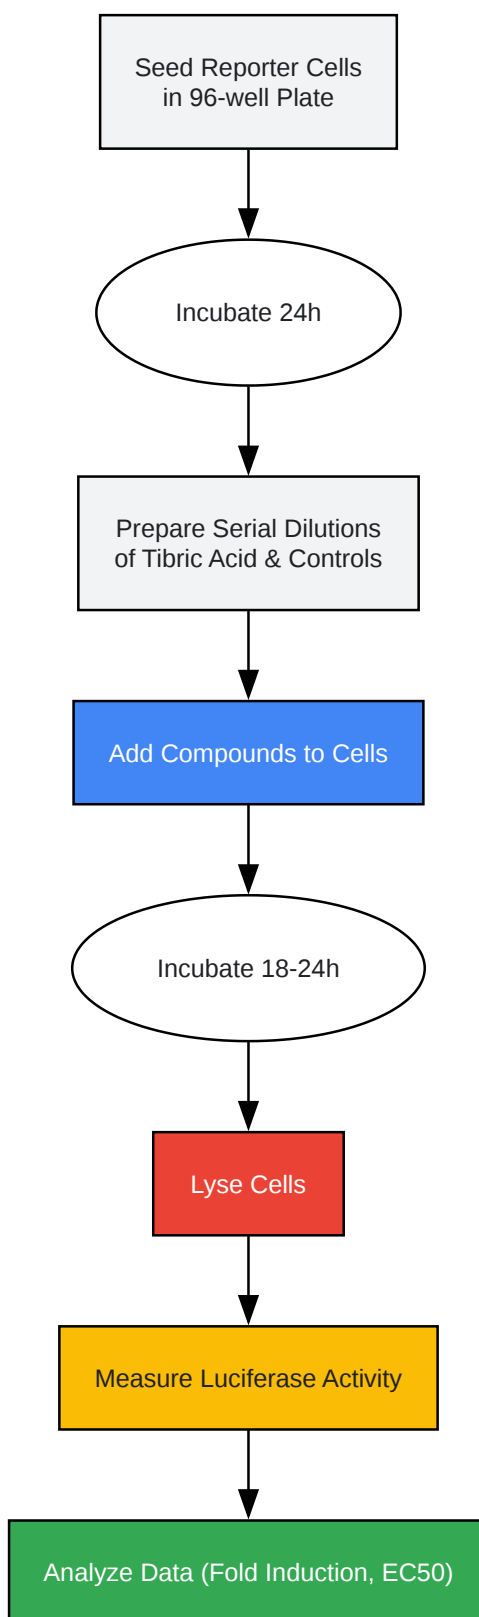 Seed Reporter Cells
in 96-well Plate
Incubate 24h
Prepare Serial Dilutions
of Tibric Acid & Controls
Add Compounds to Cells
Incubate 18-24h
Lyse Cells
Measure Luciferase Activity
Analyze Data (Fold Induction, EC50)